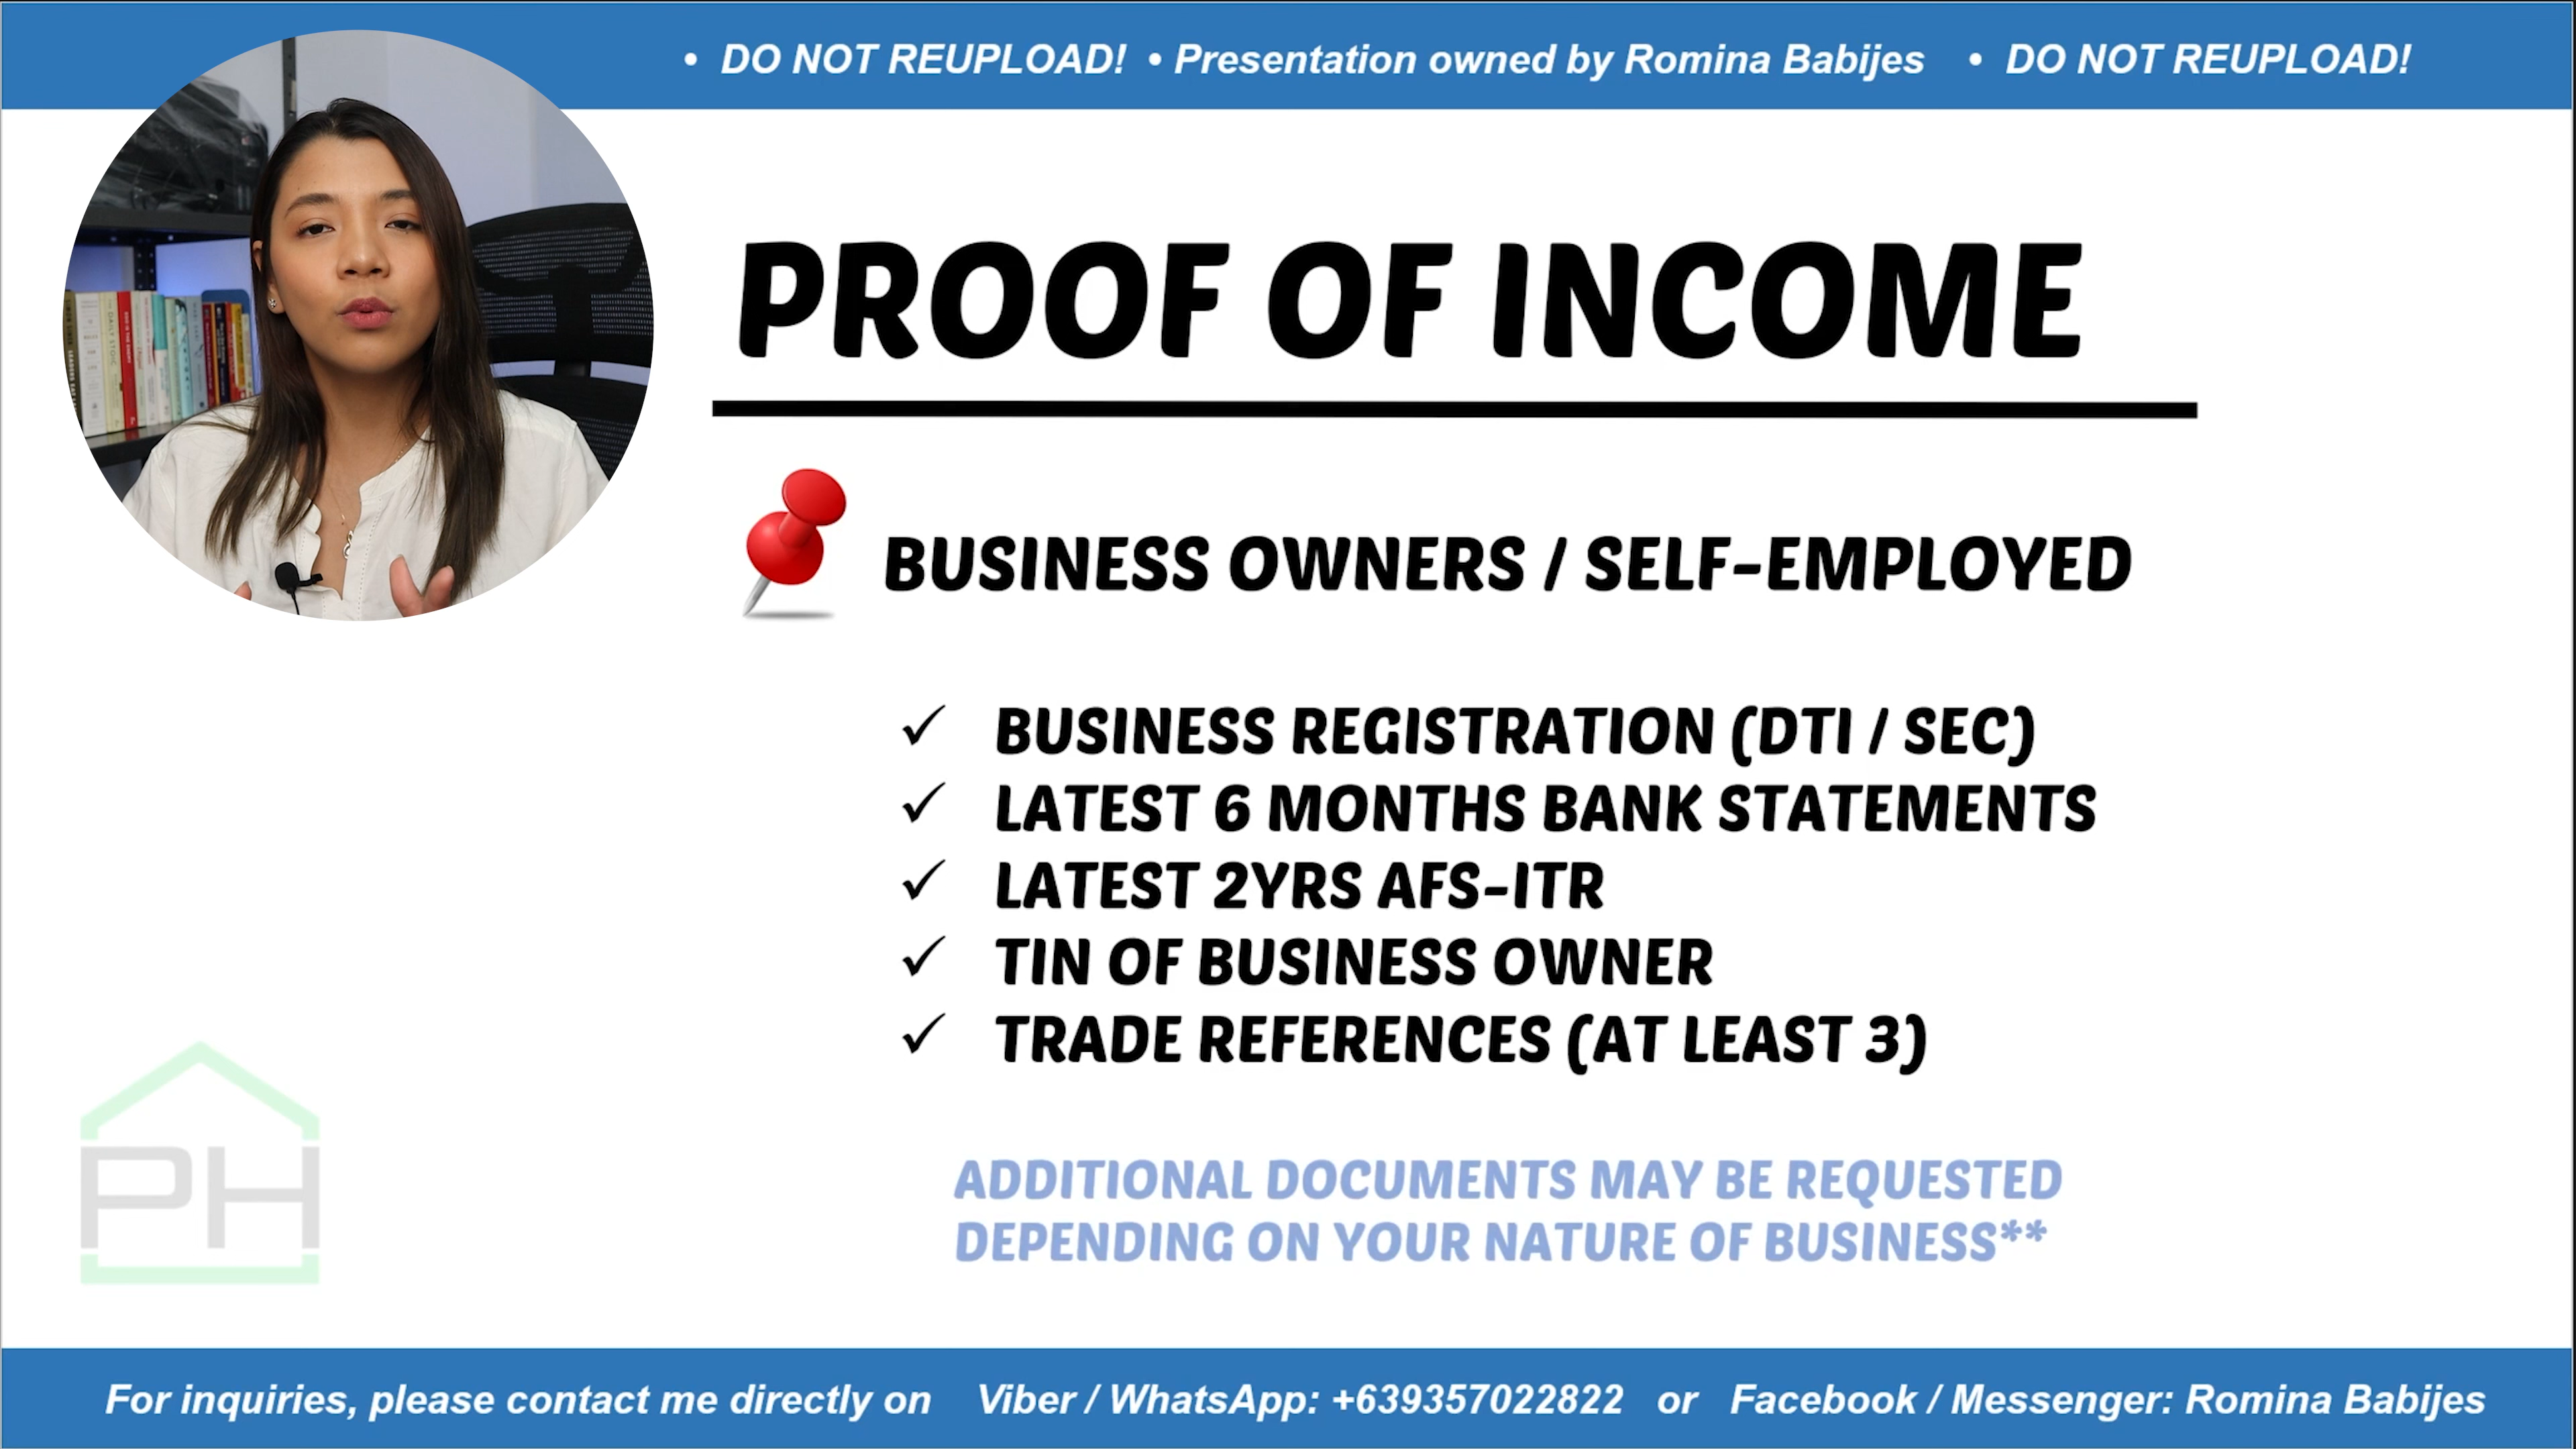 • DO NOT REUPLOAD! • Presentation owned by Romina Babijes • DO NOT REUPLOAD!
PROOF OF INCOME
BUSINESS OWNERS / SELF-EMPLOYED
✓ BUSINESS REGISTRATION (DTI / SEC)
✓ LATEST 6 MONTHS BANK STATEMENTS
✓ LATEST 2YRS AFS-ITR
✓ TIN OF BUSINESS OWNER
✓ TRADE REFERENCES (AT LEAST 3)
ADDITIONAL DOCUMENTS MAY BE REQUESTED
DEPENDING ON YOUR NATURE OF BUSINESS**
PH
For inquiries, please contact me directly on Viber / WhatsApp: +639357022822 or Facebook / Messenger: Romina Babijes